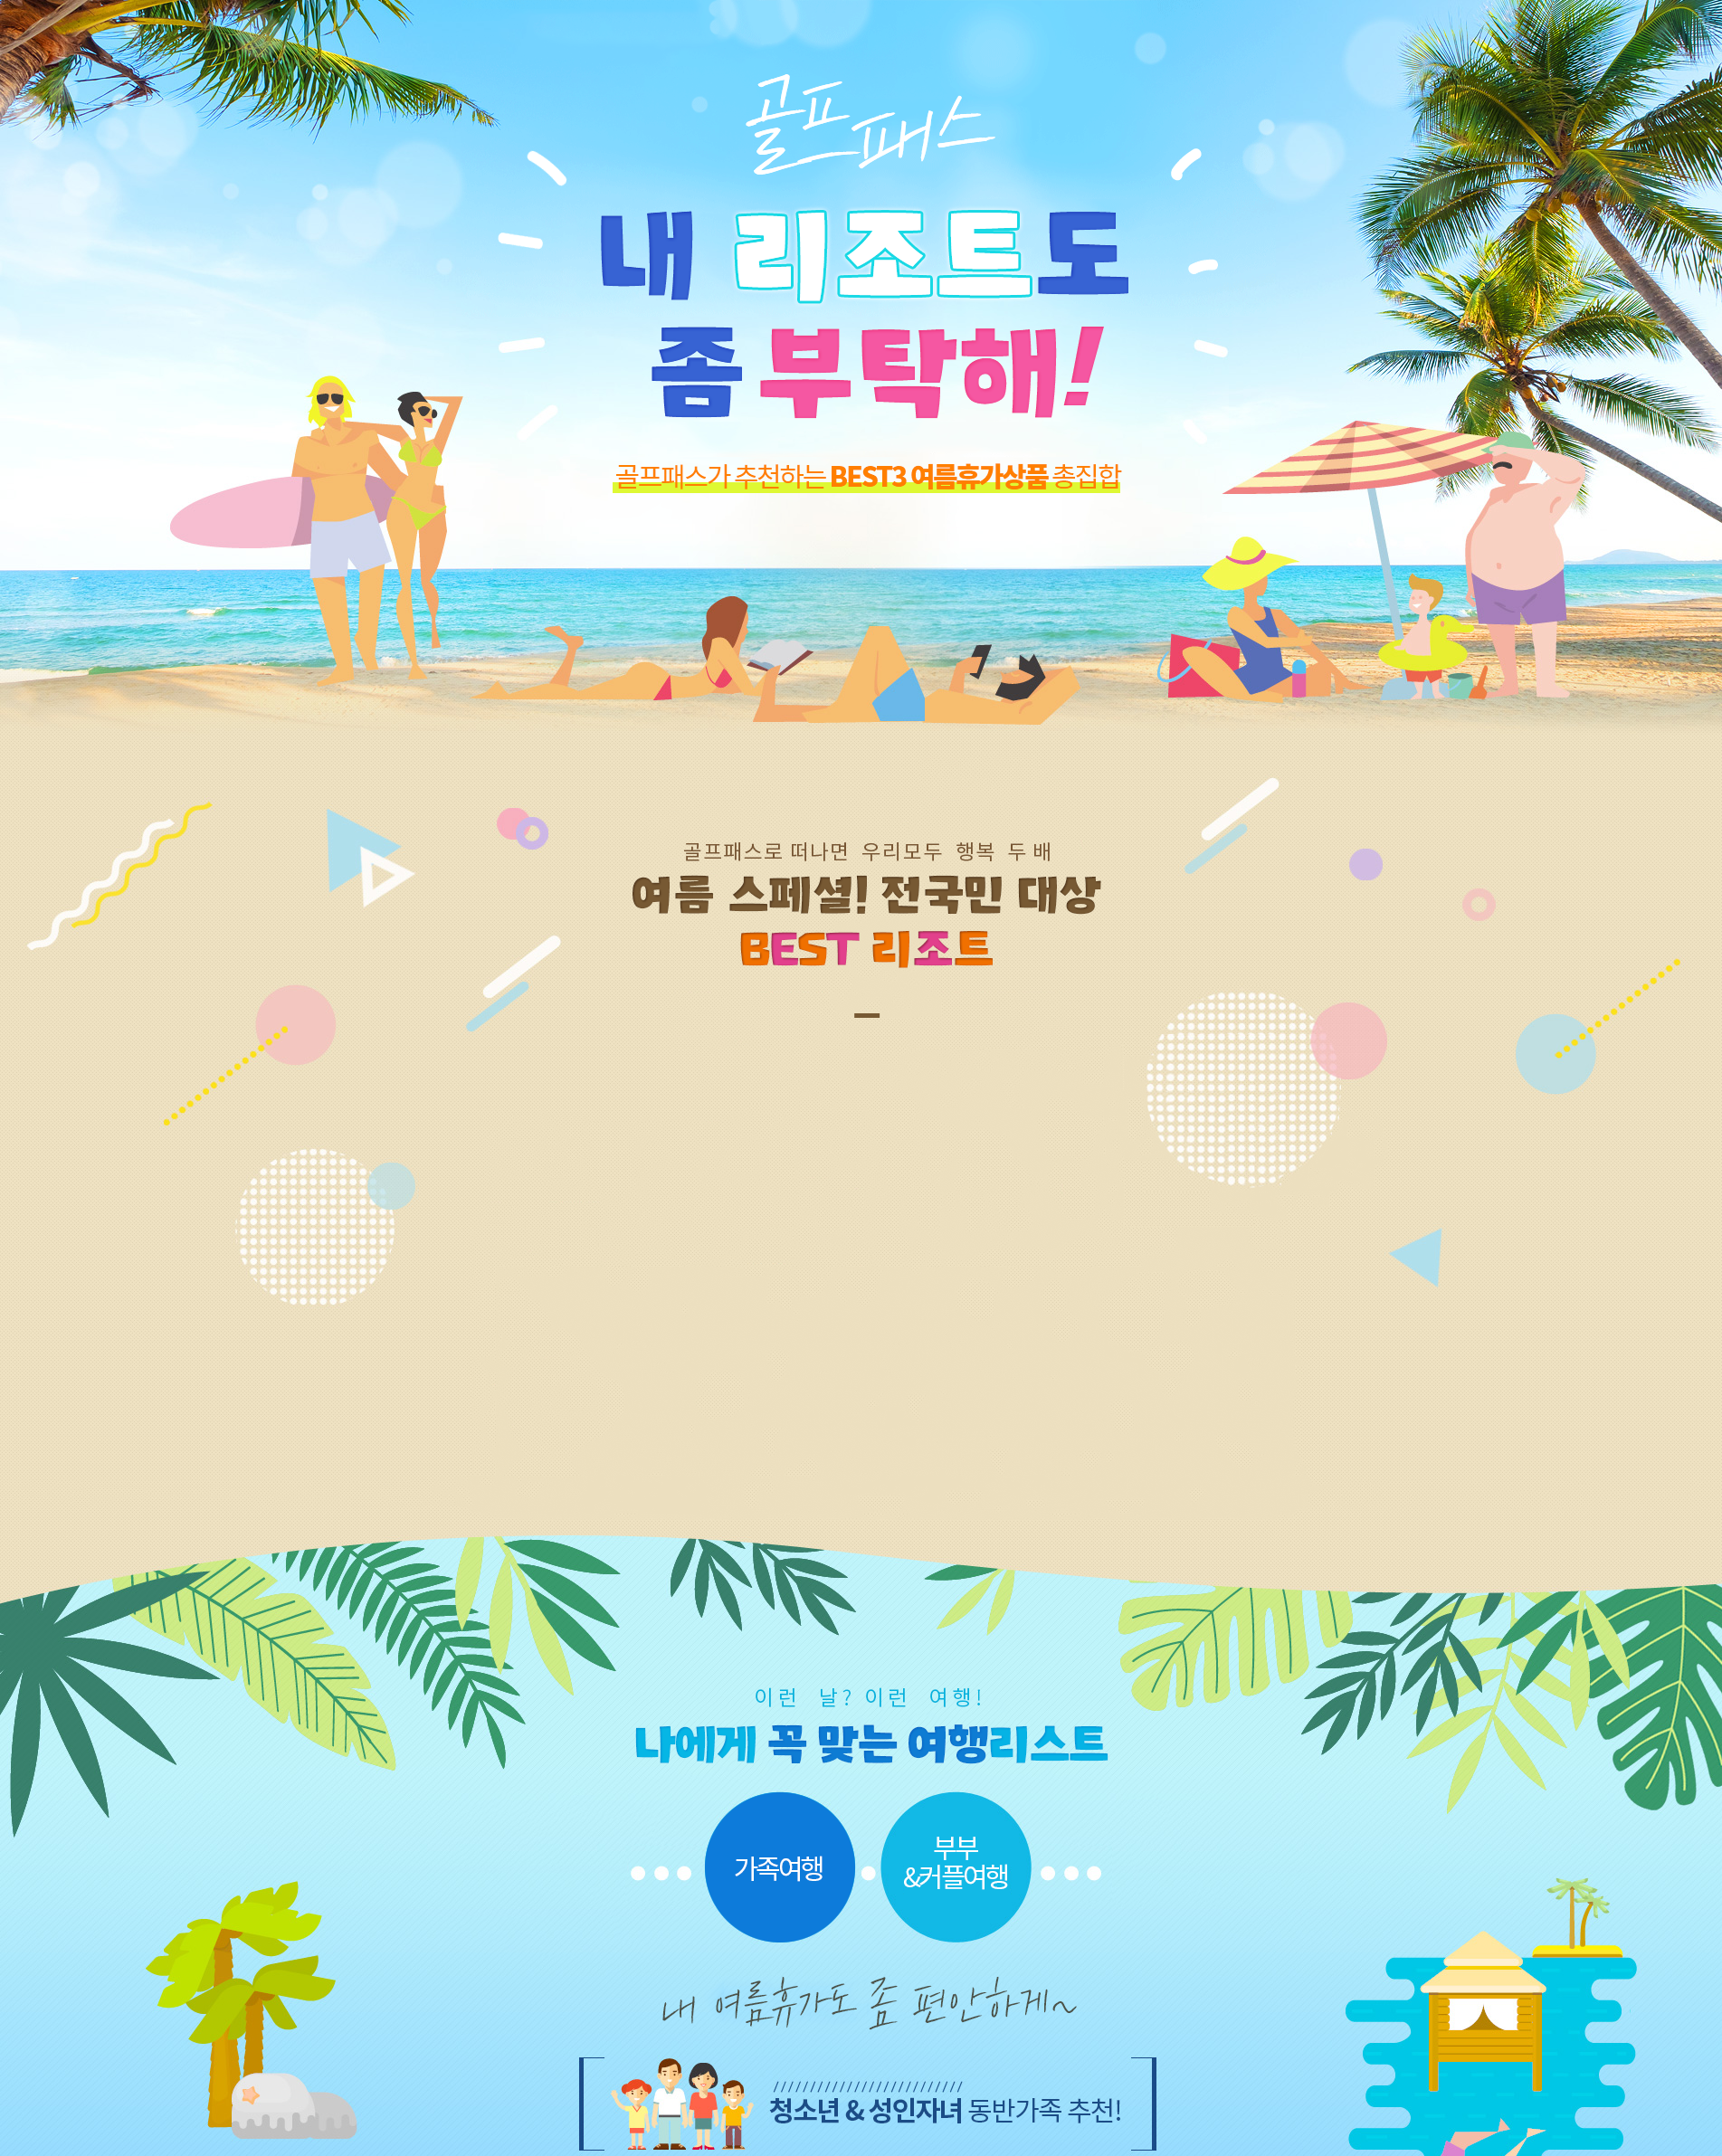 골프패스
내 리조트도
좀 부탁해!
골프패스가 추천하는 BEST3 여름휴가상품 총집합
골프패스로 떠나면 우리모두 행복 두 배
여름 스페셜! 전국민 대상
BEST 리조트
이런 날? 이런 여행!
나에게 꼭 맞는 여행리스트
가족여행
부부
&커플여행
내 여름휴가도 좀 편안하게~
청소년 & 성인자녀 동반가족 추천!